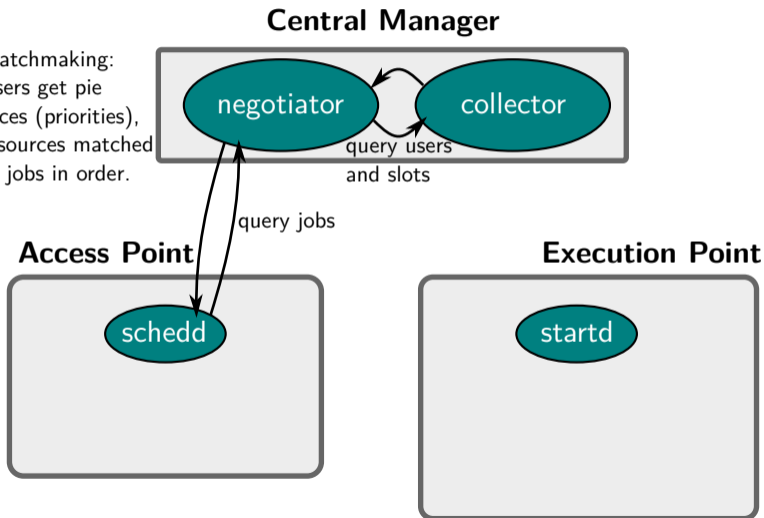 Central Manager
atchmaking:
sers get pie
ces (priorities),
sources matched
jobs in order.
negotiator
collector
query users
and slots
query jobs
Access Point
Execution Point
schedd
startd